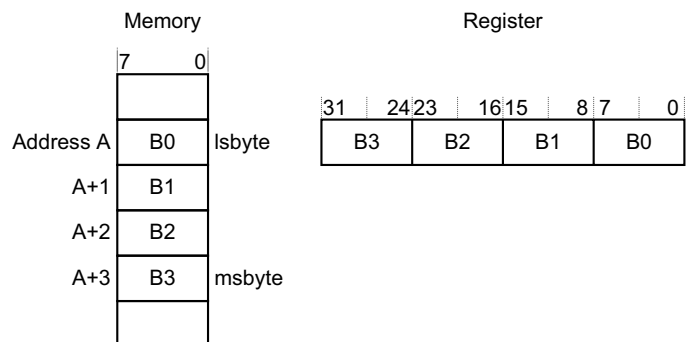 Memory
Register
7 0
31 24 23 16 15 8 7 0
Address A B0 lsbyte
B3 B2 B1 B0
A+1 B1
A+2 B2
A+3 B3 msbyte